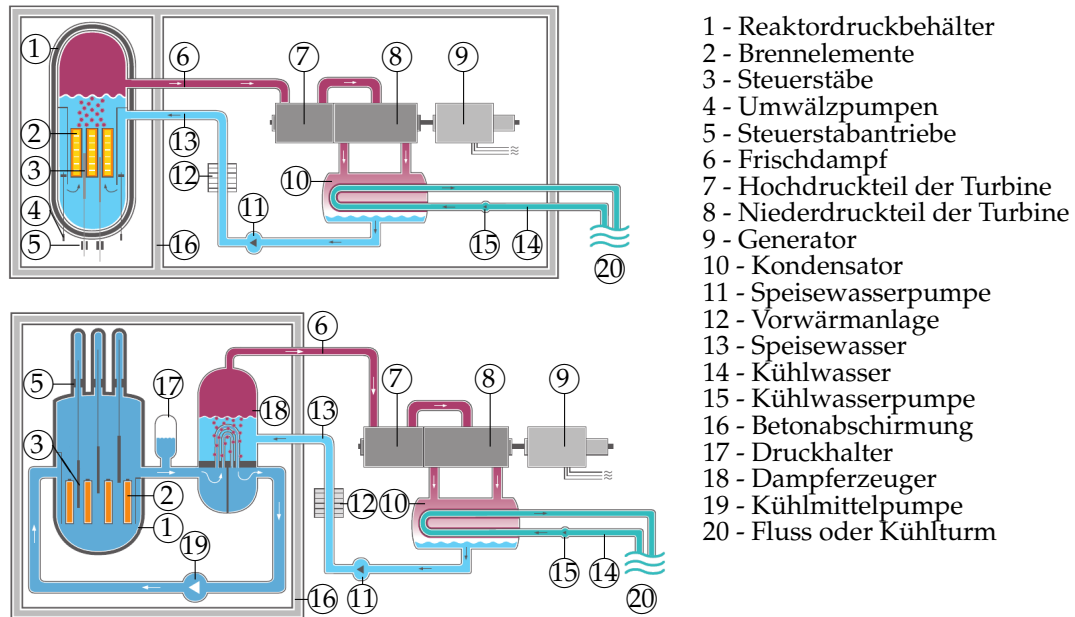 1
6
7
8
9
2
13
3
12
10
4
11
5
16
15
14
20
6
5
17
7
8
9
18
13
3
2
12
10
1
19
16
11
15
14
20
1 - Reaktordruckbehälter
2 - Brennelemente
3 - Steuerstäbe
4 - Umwälzpumpen
5 - Steuerstabantriebe
6 - Frischdampf
7 - Hochdruckteil der Turbine
8 - Niederdruckteil der Turbine
9 - Generator
10 - Kondensator
11 - Speisewasserpumpe
12 - Vorwärmanlage
13 - Speisewasser
14 - Kühlwasser
15 - Kühlwasserpumpe
16 - Betonabschirmung
17 - Druckhalter
18 - Dampferzeuger
19 - Kühlmittelpumpe
20 - Fluss oder Kühlturm